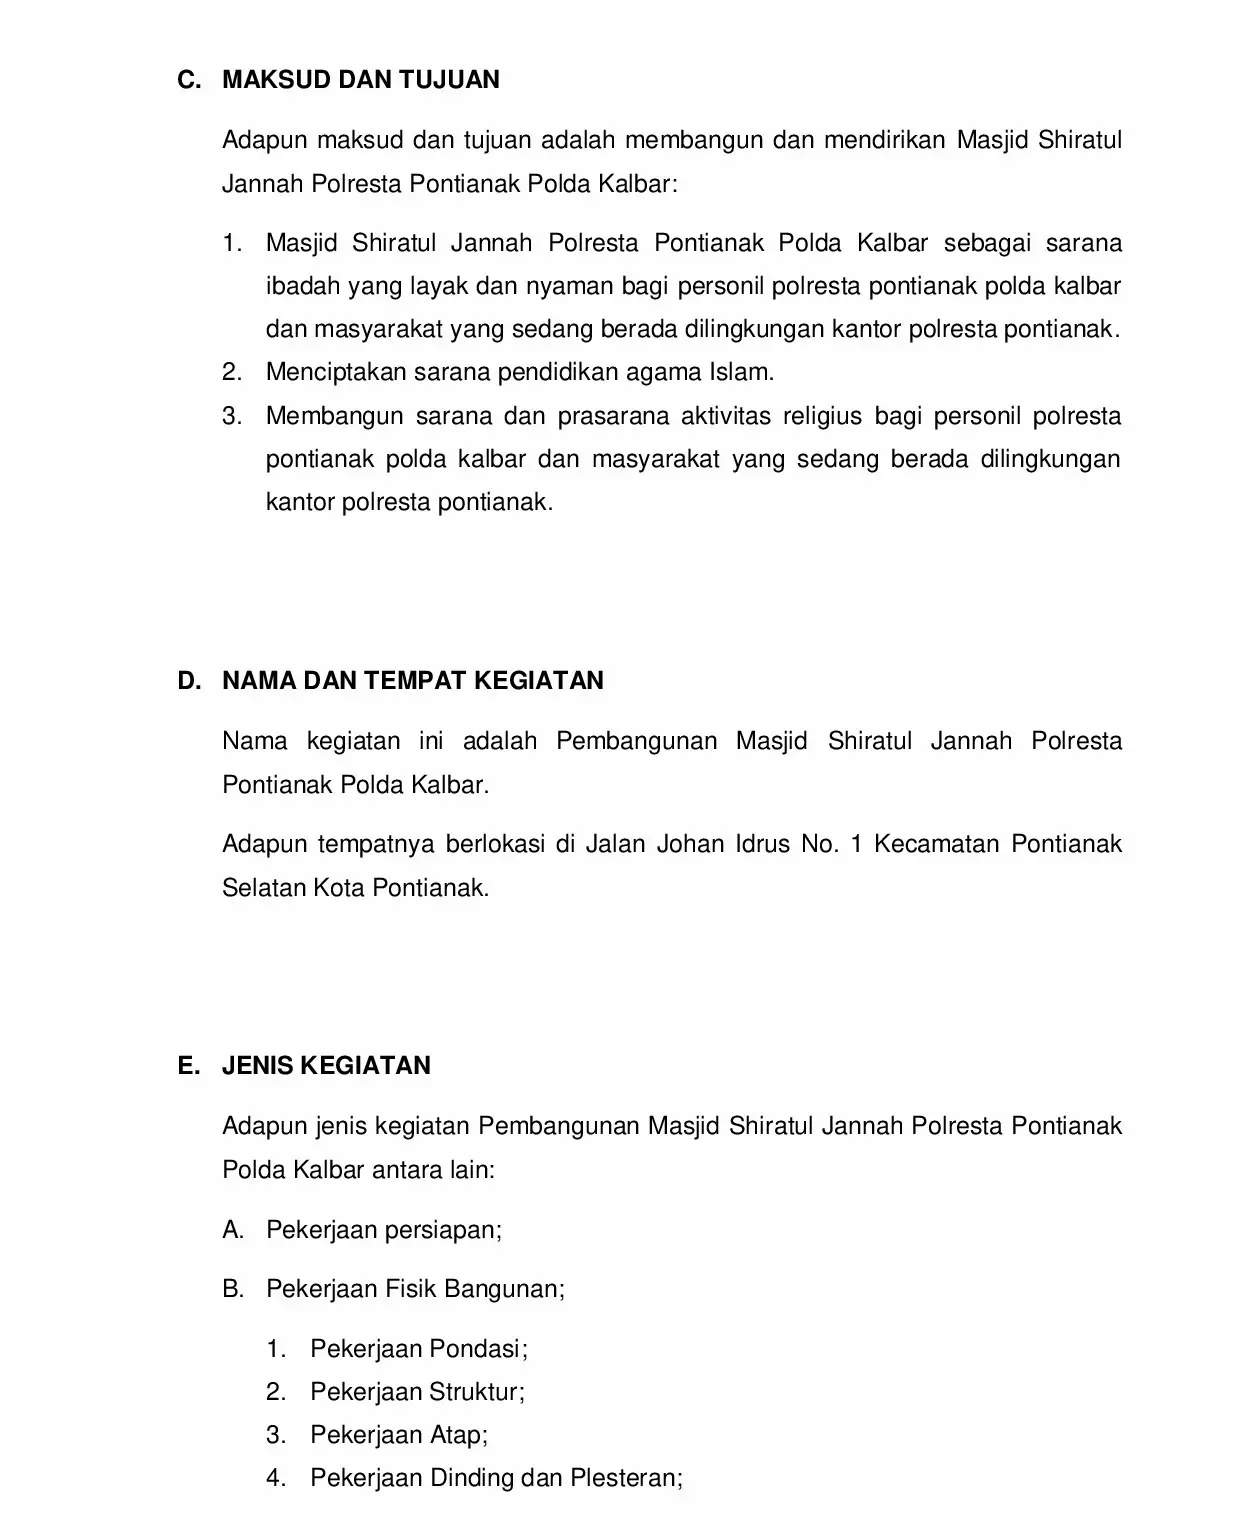 C. MAKSUD DAN TUJUAN
Adapun maksud dan tujuan adalah membangun dan mendirikan Masjid Shiratul
Jannah Polresta Pontianak Polda Kalbar:
1. Masjid Shiratul Jannah Polresta Pontianak Polda Kalbar sebagai sarana
ibadah yang layak dan nyaman bagi personil polresta pontianak polda kalbar
dan masyarakat yang sedang berada dilingkungan kantor polresta pontianak.
2. Menciptakan sarana pendidikan agama Islam.
3. Membangun sarana dan prasarana aktivitas religius bagi personil polresta
pontianak polda kalbar dan masyarakat yang sedang berada dilingkungan
kantor polresta pontianak.
D. NAMA DAN TEMPAT KEGIATAN
Nama kegiatan ini adalah Pembangunan Masjid Shiratul Jannah Polresta
Pontianak Polda Kalbar.
Adapun tempatnya berlokasi di Jalan Johan Idrus No. 1 Kecamatan Pontianak
Selatan Kota Pontianak.
E. JENIS KEGIATAN
Adapun jenis kegiatan Pembangunan Masjid Shiratul Jannah Polresta Pontianak
Polda Kalbar antara lain:
A. Pekerjaan persiapan;
B. Pekerjaan Fisik Bangunan;
1. Pekerjaan Pondasi;
2. Pekerjaan Struktur;
3. Pekerjaan Atap;
4. Pekerjaan Dinding dan Plesteran;